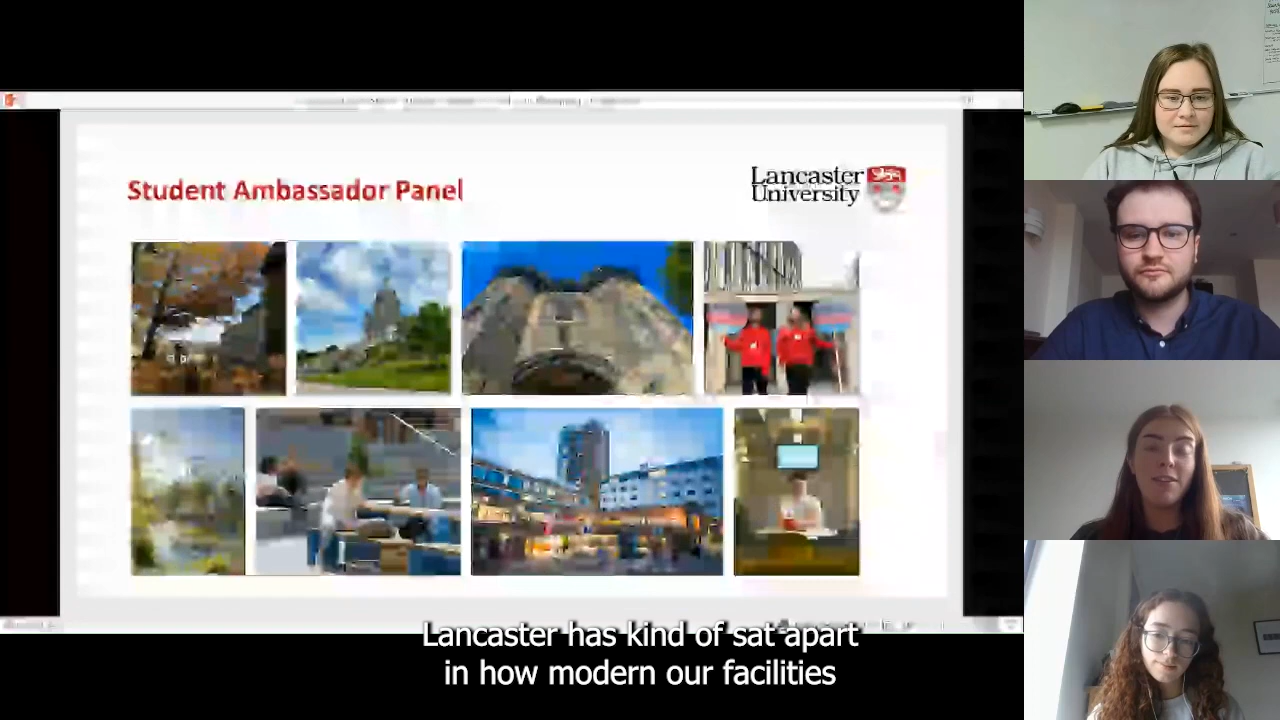 Student Ambassador Panel
Lancaster
University
Lancaster has kind of sat apart
in how modern our facilities